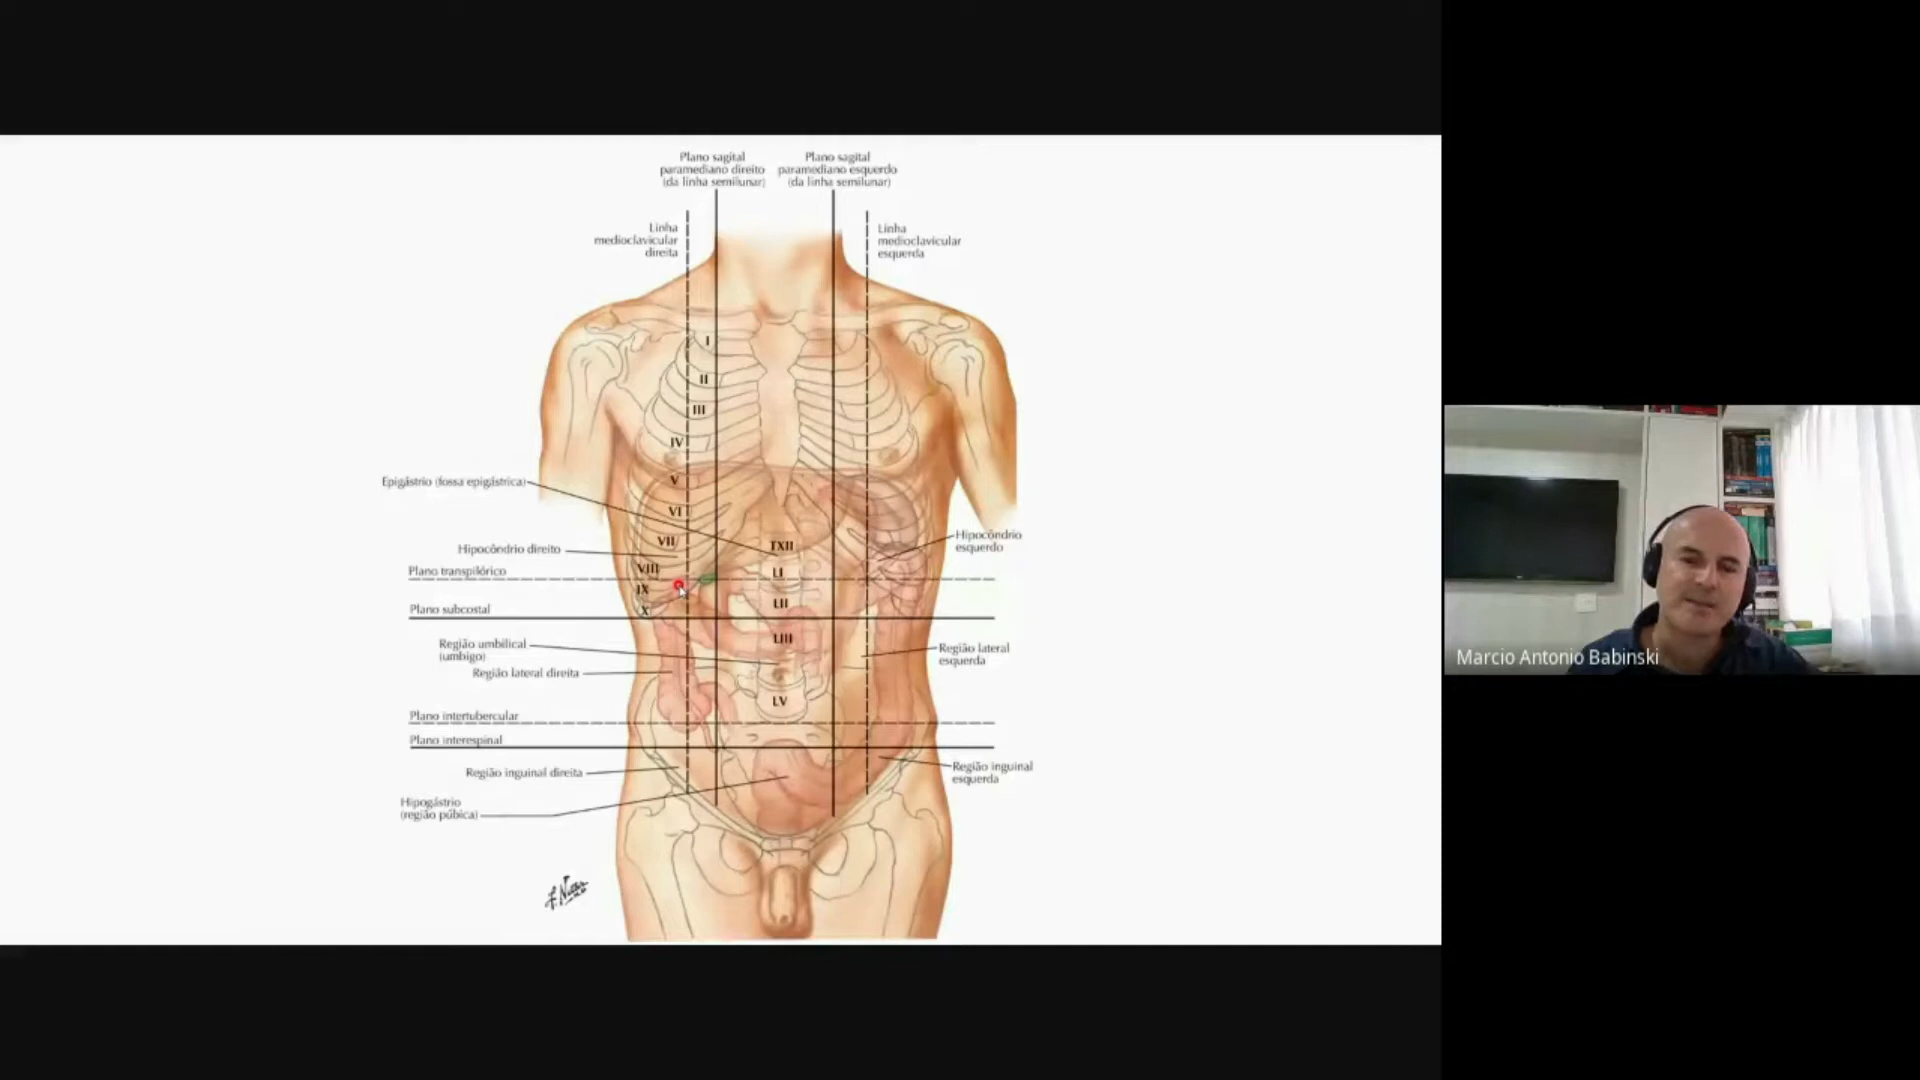 Plano sagital
paramediano direito
(da linha semilunar)
Plano sagital
paramediano esquerdo
(da linha semilunar)
Linha
medioclavicular
direita
Linha
medioclavicular
esquerda
I
II
III
IV
V
VI
VII
VIII
IX
X
Epigástrio (fossa epigástrica)
TXII
LI
LII
LIII
LV
Hipocôndrio direito
Hipocôndrio
esquerdo
Plano transpilórico
Plano subcostal
Região umbilical
(umbigo)
Região lateral direita
Região lateral
esquerda
Plano intertubercular
Plano interespinal
Região inguinal direita
Região inguinal
esquerda
Hipogástrio
(região púbica)
Marcio Antonio Babinski